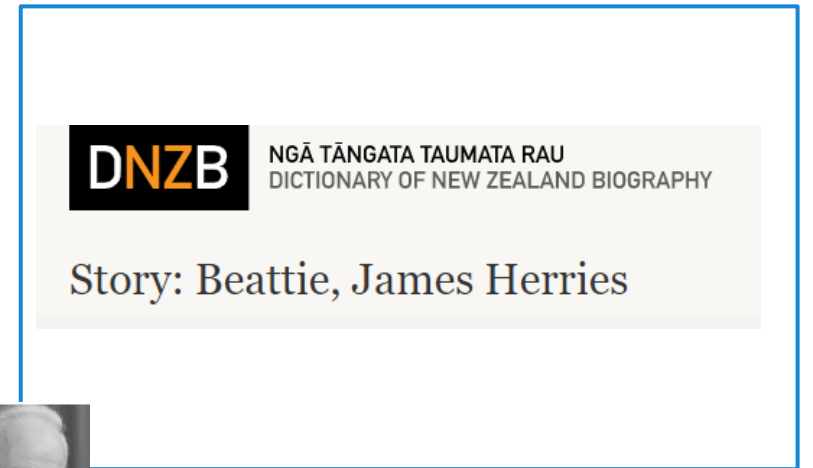 DNZB
NGĀ TĀNGATA TAUMATA RAU
DICTIONARY OF NEW ZEALAND BIOGRAPHY
Story: Beattie, James Herries